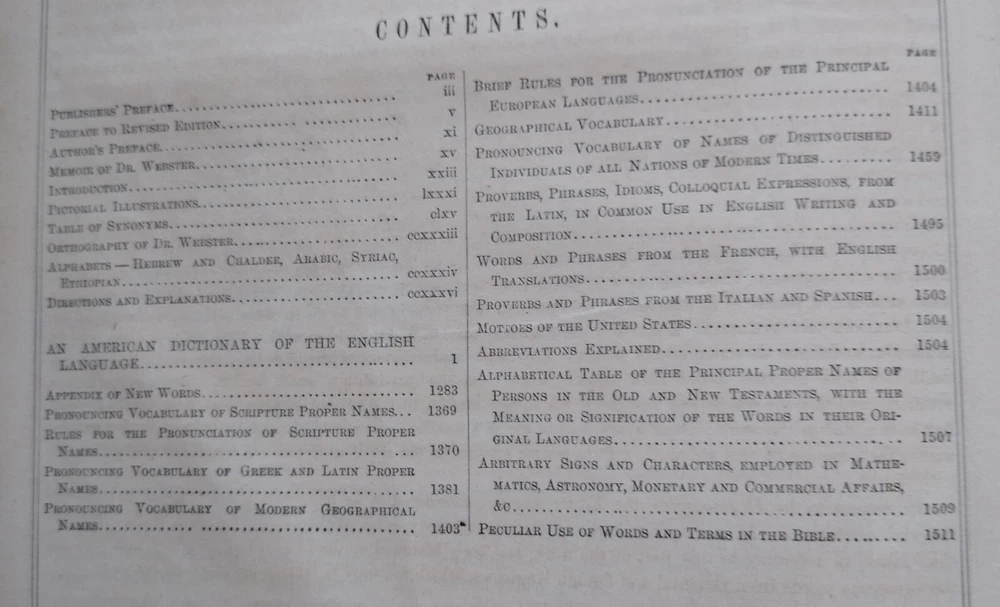 CONTENTS.
PAGE
PUBLISHERS' PREFACE.................... iii
PREFACE TO REVISED EDITION.................... v
AUTHOR'S PREFACE.................... xi
MEMOIR OF DR. WEBSTER.................... xv
INTRODUCTION.................... xxiii
PICTORIAL ILLUSTRATIONS.................... lxxxi
TABLE OF SYNONYMS.................... clxv
ORTHOGRAPHY OF DR. WEBSTER.................... ccxxxiii
ALPHABETS — HEBREW AND CHALDEE, ARABIC, SYRIAC,
ETHIOPIAN.................... ccxxxiv
DIRECTIONS AND EXPLANATIONS.................... ccxxxvi
AN AMERICAN DICTIONARY OF THE ENGLISH
LANGUAGE.................... 1
APPENDIX OF NEW WORDS.................... 1283
PRONOUNCING VOCABULARY OF SCRIPTURE PROPER NAMES... 1369
RULES FOR THE PRONUNCIATION OF SCRIPTURE PROPER
NAMES.................... 1370
PRONOUNCING VOCABULARY OF GREEK AND LATIN PROPER
NAMES.................... 1381
PRONOUNCING VOCABULARY OF MODERN GEOGRAPHICAL
NAMES.................... 1403
PAGE
BRIEF RULES FOR THE PRONUNCIATION OF THE PRINCIPAL
EUROPEAN LANGUAGES.................... 1404
GEOGRAPHICAL VOCABULARY.................... 1411
PRONOUNCING VOCABULARY OF NAMES OF DISTINGUISHED
INDIVIDUALS OF ALL NATIONS OF MODERN TIMES.......... 1459
PROVERBS, PHRASES, IDIOMS, COLLOQUIAL EXPRESSIONS, FROM
THE LATIN, IN COMMON USE IN ENGLISH WRITING AND
COMPOSITION.................... 1495
WORDS AND PHRASES FROM THE FRENCH, WITH ENGLISH
TRANSLATIONS.................... 1500
PROVERBS AND PHRASES FROM THE ITALIAN AND SPANISH... 1503
MOTTOES OF THE UNITED STATES.................... 1504
ABBREVIATIONS EXPLAINED.................... 1504
ALPHABETICAL TABLE OF THE PRINCIPAL PROPER NAMES OF
PERSONS IN THE OLD AND NEW TESTAMENTS, WITH THE
MEANING OR SIGNIFICATION OF THE WORDS IN THEIR ORI-
GINAL LANGUAGES.................... 1507
ARBITRARY SIGNS AND CHARACTERS, EMPLOYED IN MATHE-
MATICS, ASTRONOMY, MONETARY AND COMMERCIAL AFFAIRS,
&c.................... 1509
PECULIAR USE OF WORDS AND TERMS IN THE BIBLE......... 1511